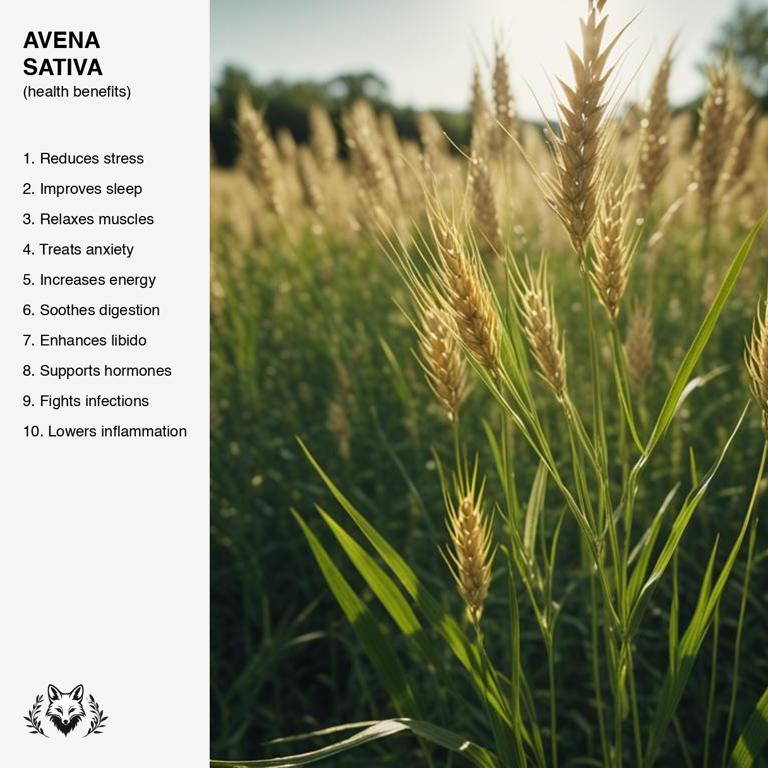 AVENA
SATIVA
(health benefits)
1. Reduces stress
2. Improves sleep
3. Relaxes muscles
4. Treats anxiety
5. Increases energy
6. Soothes digestion
7. Enhances libido
8. Supports hormones
9. Fights infections
10. Lowers inflammation